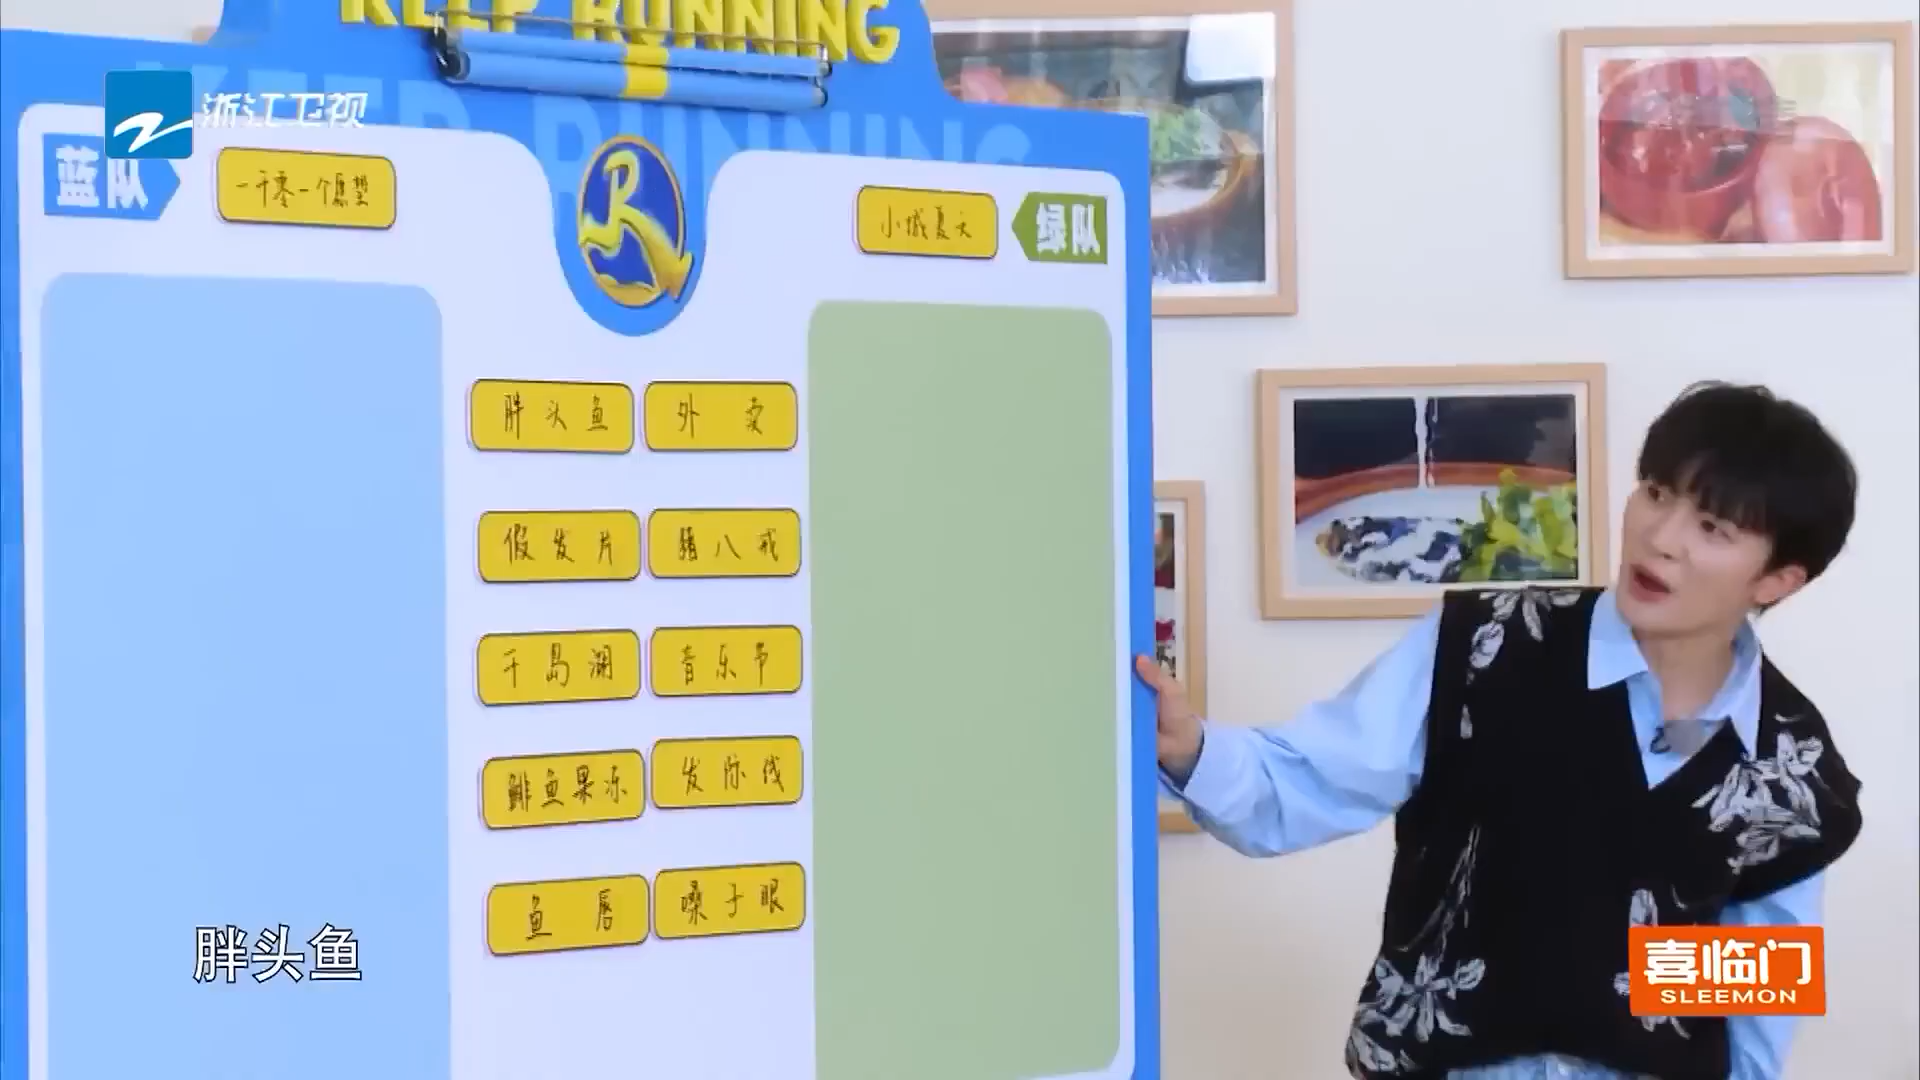 KEEP RUNNING
KEEP RUNNING
浙江卫视
蓝队
一千零一个愿望
小城夏天
绿队
R
胖头鱼
外卖
假发片
猪八戒
千岛湖
音乐节
鲱鱼果冻
发际线
鱼唇
嗓子眼
胖头鱼
喜临门
SLEEMON